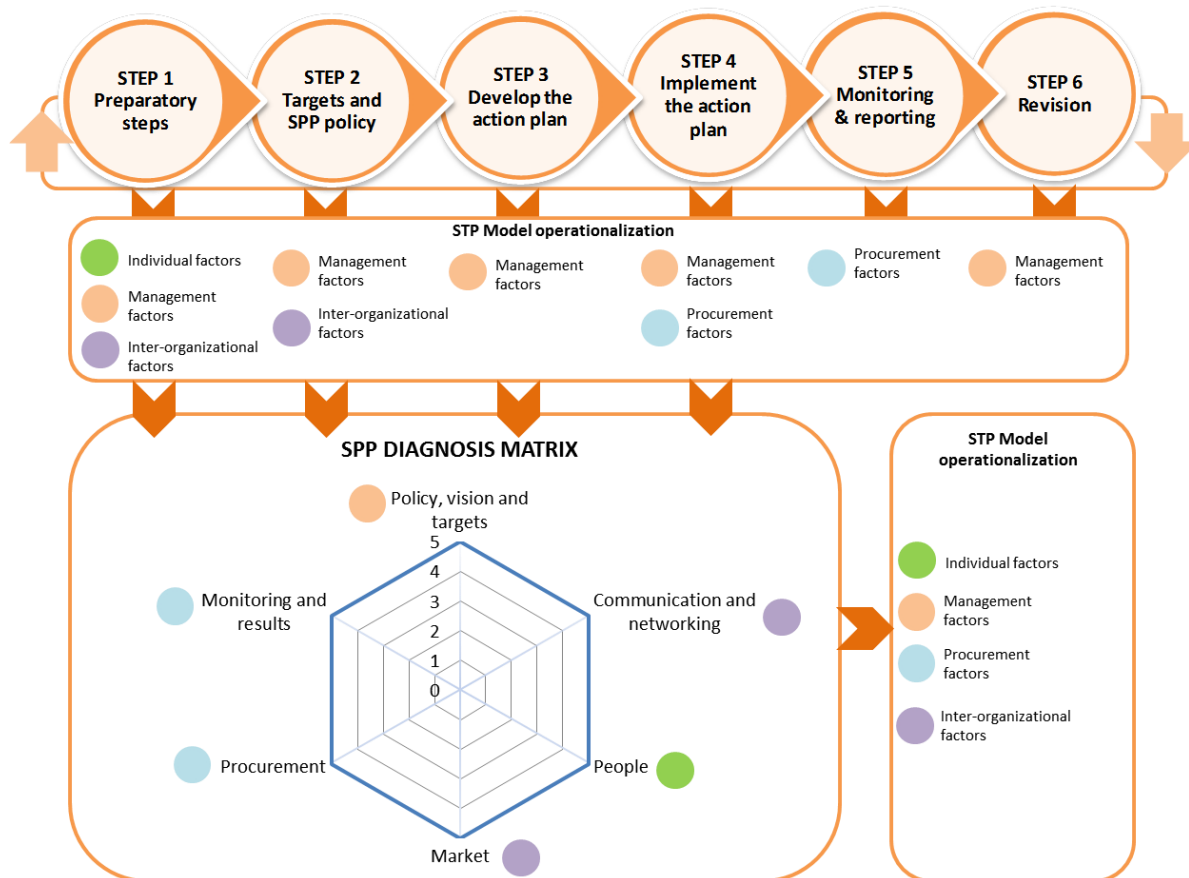 STEP 1
Preparatory
steps
STEP 2
Targets and
SPP policy
STEP 3
Develop the
action plan
STEP 4
Implement
the action
plan
STEP 5
Monitoring
& reporting
STEP 6
Revision
STP Model operationalization
Individual factors
Management
factors
Inter-organizational
factors
Management
factors
Inter-organizational
factors
Management
factors
Management
factors
Procurement
factors
Procurement
factors
Management
factors
SPP DIAGNOSIS MATRIX
Policy, vision and
targets
5
4
3
2
1
0
Monitoring and
results
Communication and
networking
Procurement
People
Market
STP Model
operationalization
Individual factors
Management
factors
Procurement
factors
Inter-organizational
factors